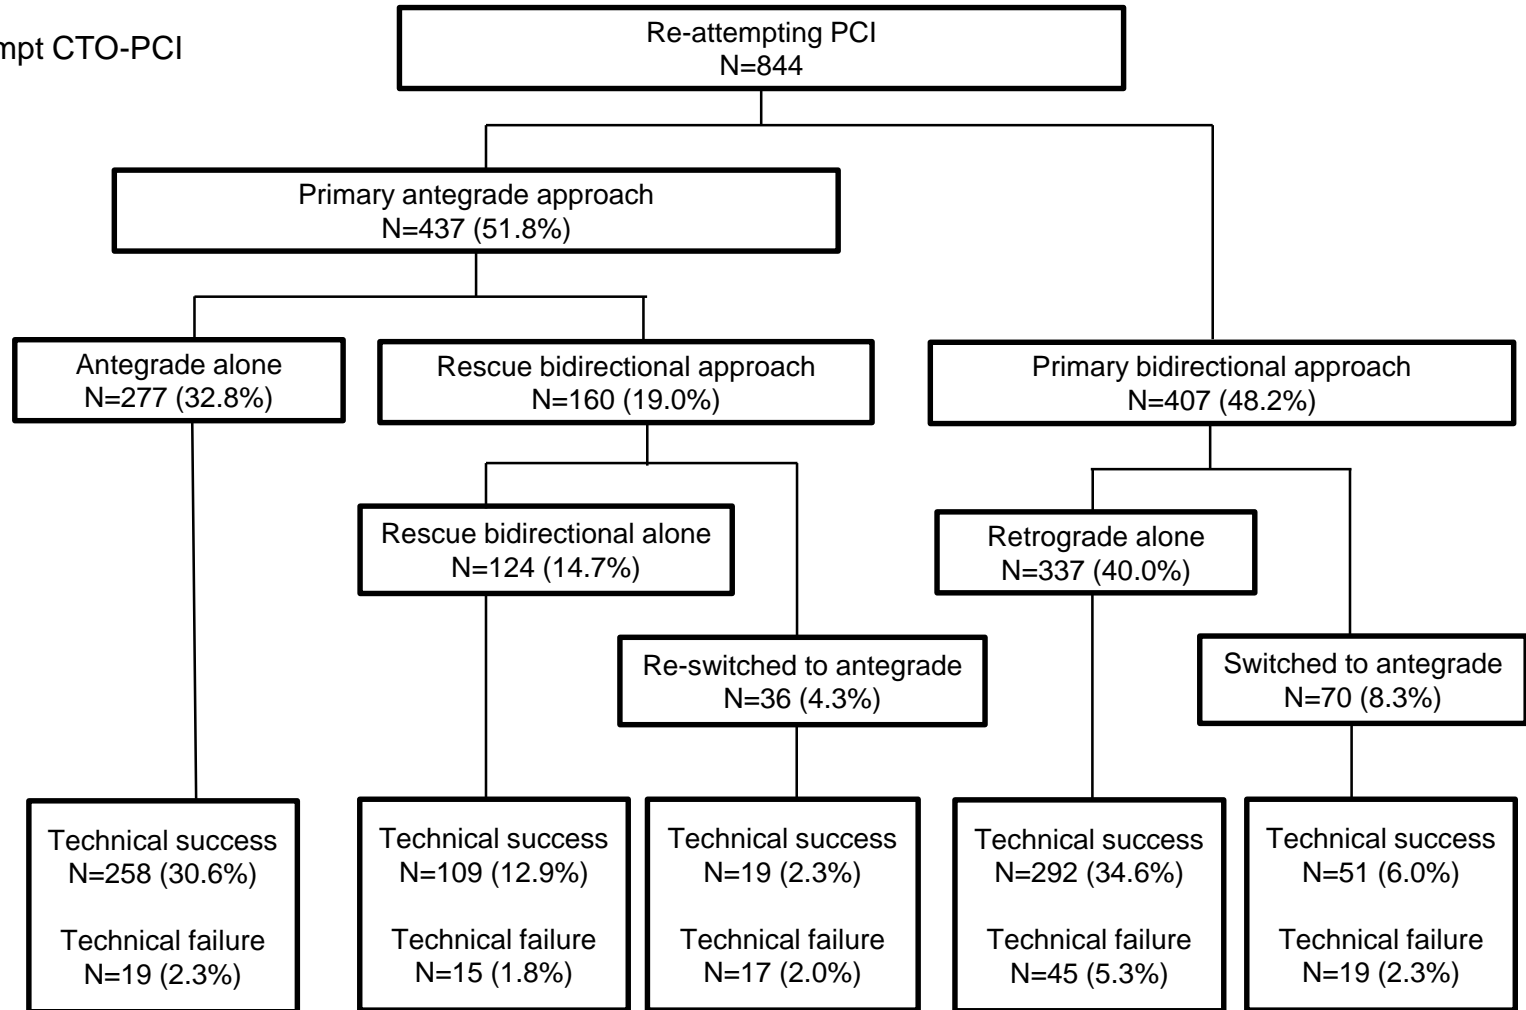 CTO-PCI
Re-attempting PCI
N=844
Primary antegrade approach
N=437 (51.8%)
Antegrade alone
N=277 (32.8%)
Rescue bidirectional approach
N=160 (19.0%)
Primary bidirectional approach
N=407 (48.2%)
Rescue bidirectional alone
N=124 (14.7%)
Retrograde alone
N=337 (40.0%)
Re-switched to antegrade
N=36 (4.3%)
Switched to antegrade
N=70 (8.3%)
Technical success
N=258 (30.6%)
Technical failure
N=19 (2.3%)
Technical success
N=109 (12.9%)
Technical failure
N=15 (1.8%)
Technical success
N=19 (2.3%)
Technical failure
N=17 (2.0%)
Technical success
N=292 (34.6%)
Technical failure
N=45 (5.3%)
Technical success
N=51 (6.0%)
Technical failure
N=19 (2.3%)